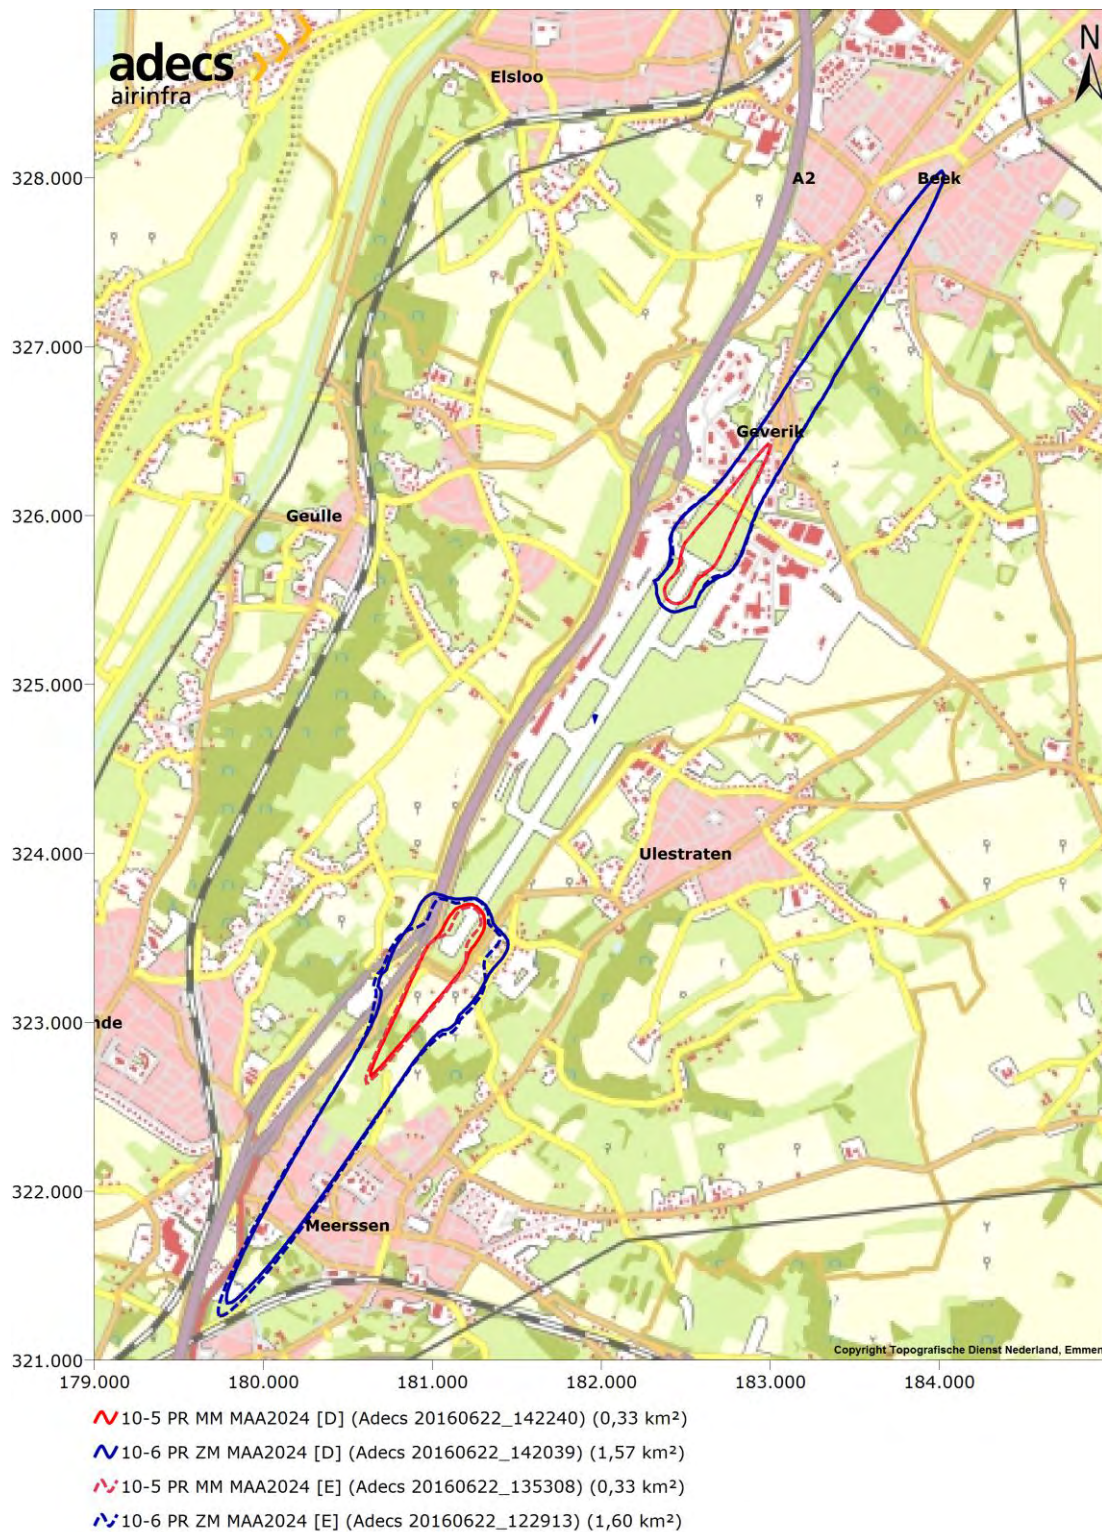 adecs
airinfra
N
Elsloo
328.000
A2
Beek
327.000
Geverik
326.000
Geulle
325.000
324.000
Ulestraten
323.000
nde
322.000
Meerssen
321.000
Copyright Topografische Dienst Nederland, Emmen
179.000 180.000 181.000 182.000 183.000 184.000
10-5 PR MM MAA2024 [D] (Adecs 20160622_142240) (0,33 km²)
10-6 PR ZM MAA2024 [D] (Adecs 20160622_142039) (1,57 km²)
10-5 PR MM MAA2024 [E] (Adecs 20160622_135308) (0,33 km²)
10-6 PR ZM MAA2024 [E] (Adecs 20160622_122913) (1,60 km²)